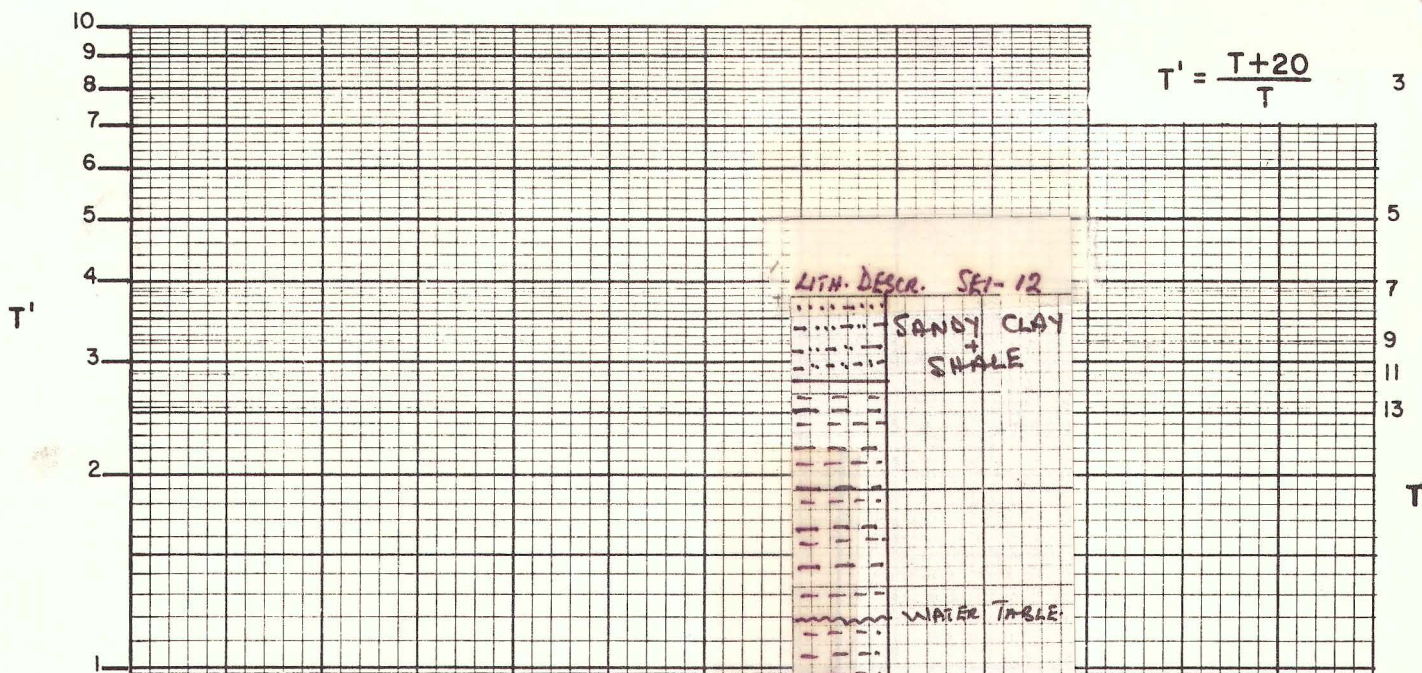 10
9
8
7
6
5
4
3
2
1
T'
T' = T+20
T
3
5
7
9
11
13
T
LITH. DESCR. SE1-12
SANDY CLAY
+
SHALE
WATER TABLE.